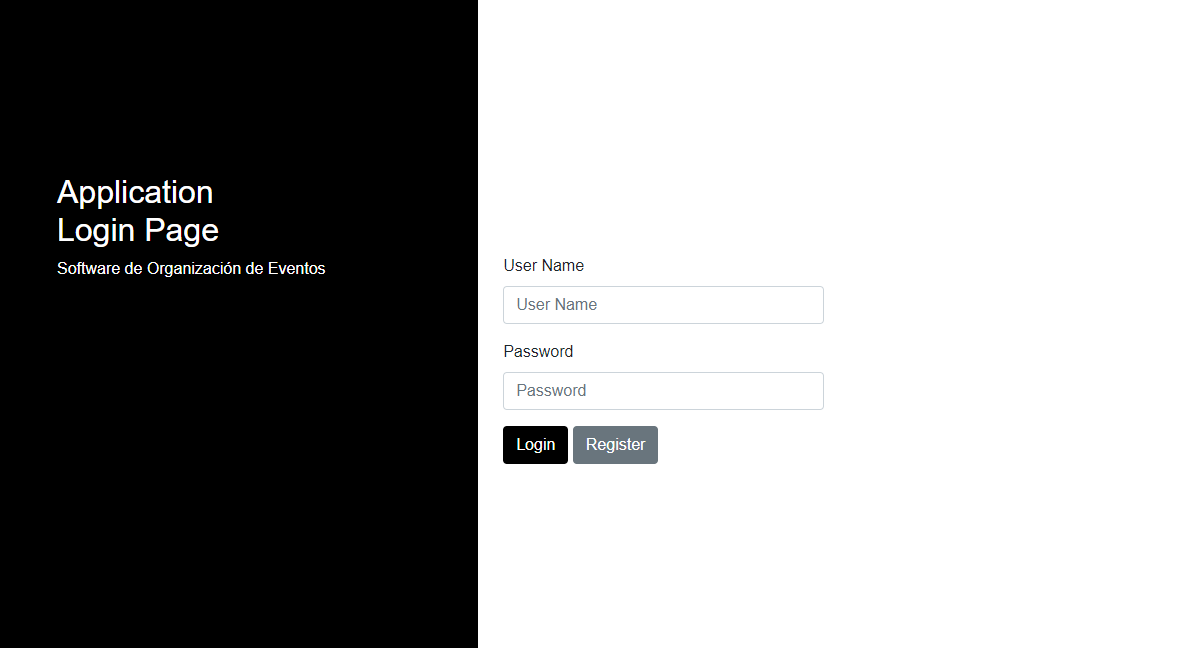 Application
Login Page
Software de Organización de Eventos
User Name
User Name
Password
Password
Login Register